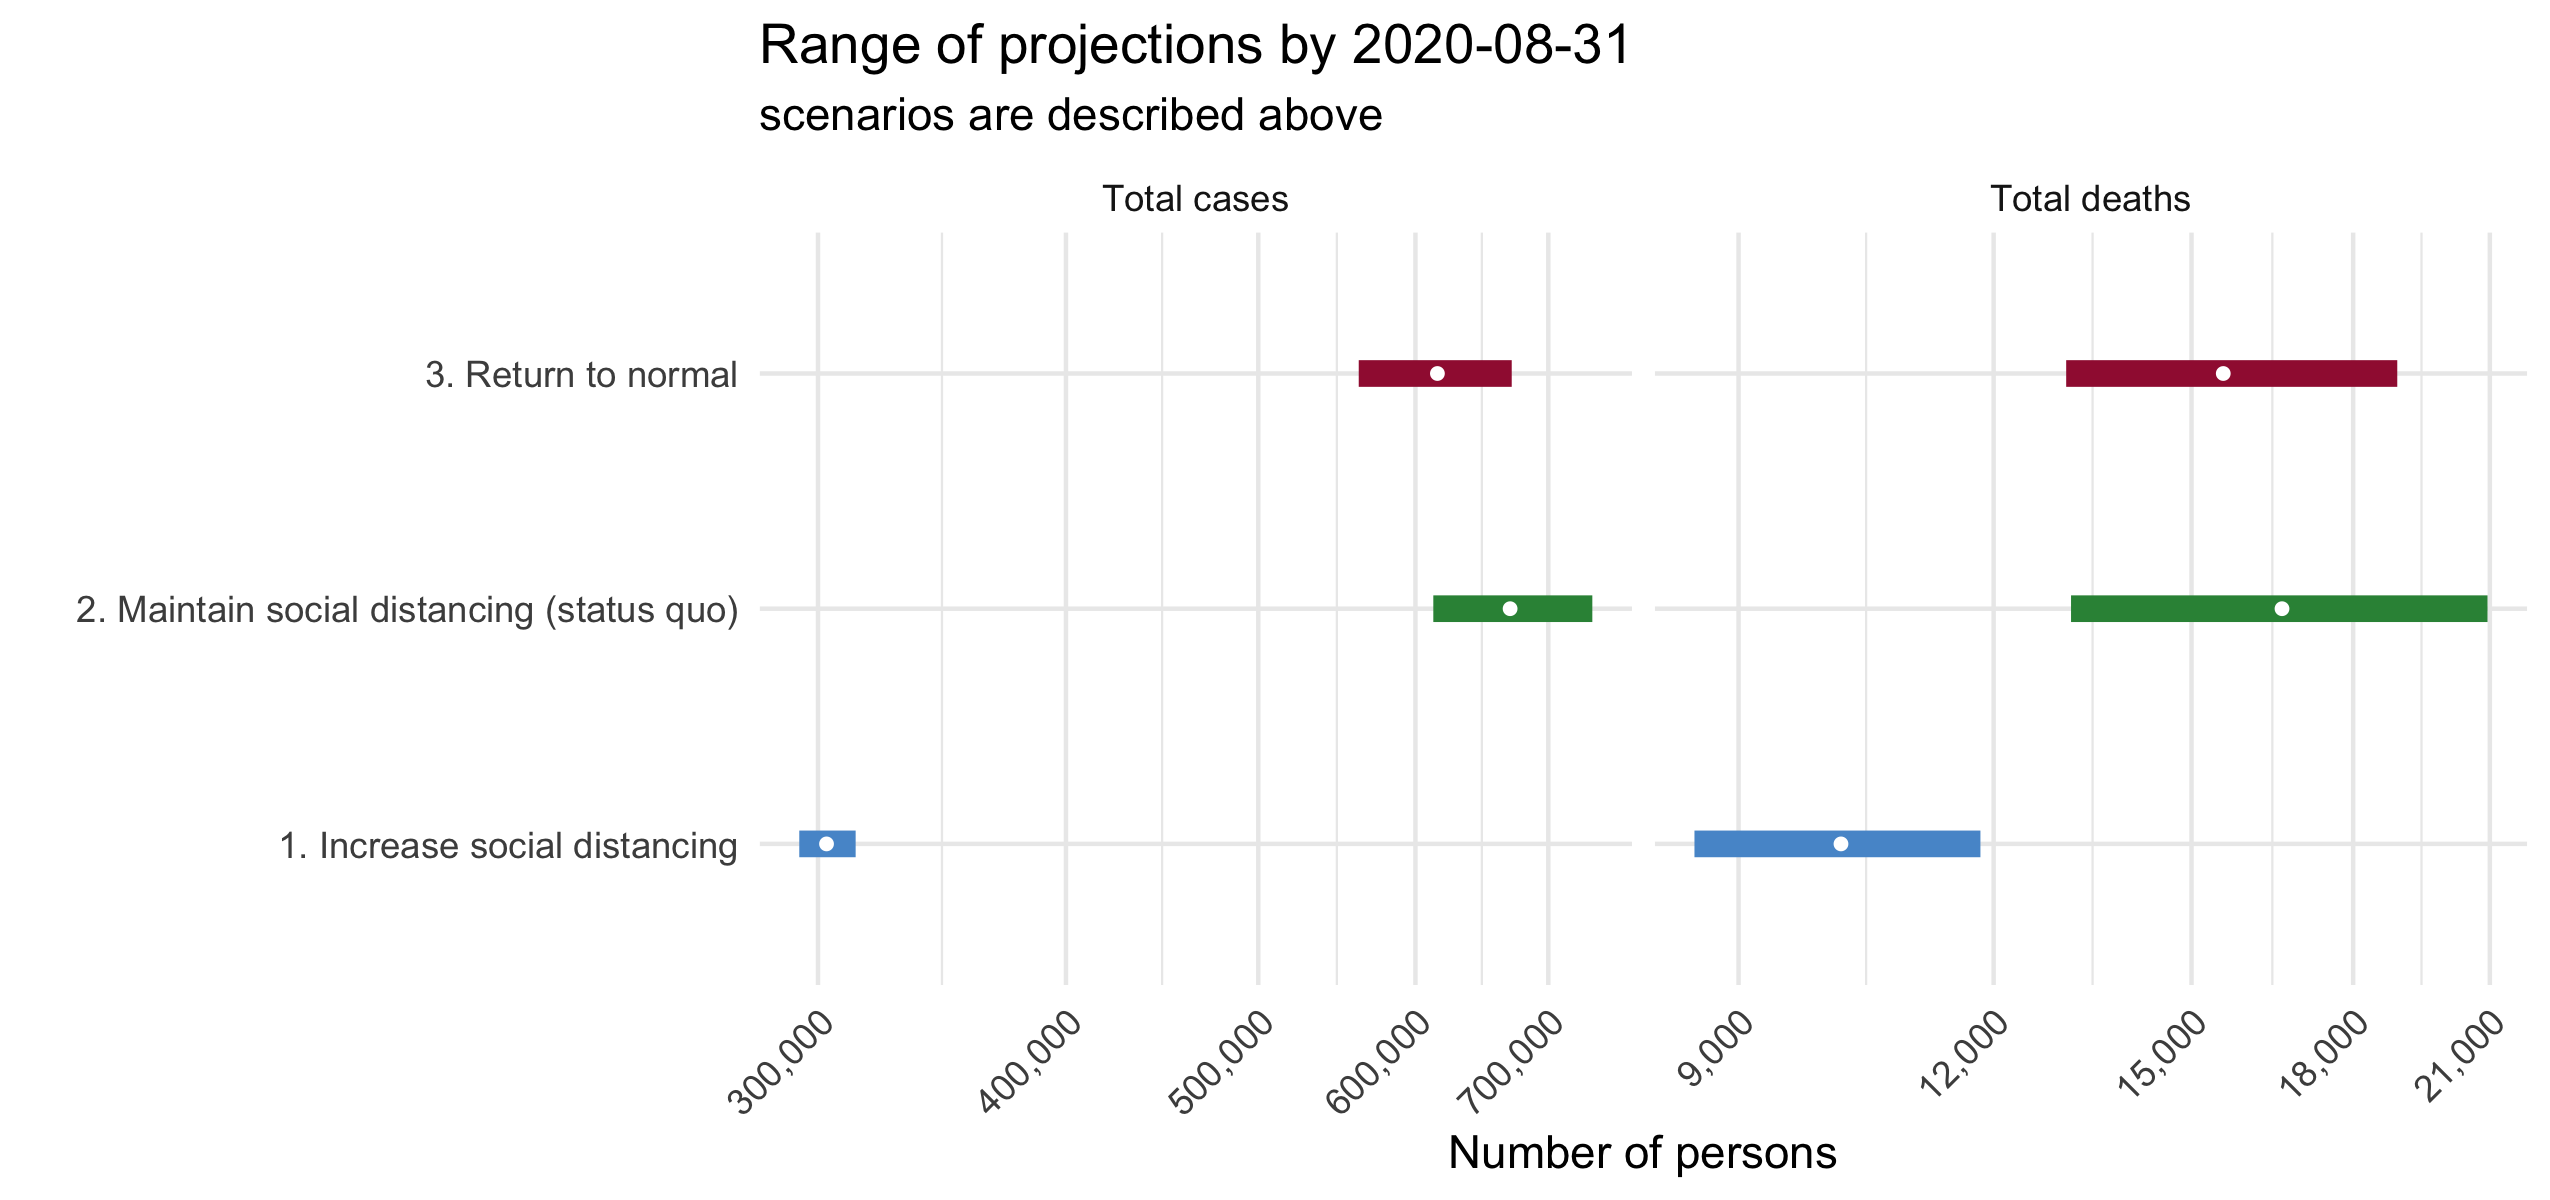 Range of projections by 2020-08-31
scenarios are described above
Total cases
Total deaths
3. Return to normal
2. Maintain social distancing (status quo)
1. Increase social distancing
300,000
400,000
500,000
600,000
700,000
9,000
12,000
15,000
18,000
21,000
Number of persons